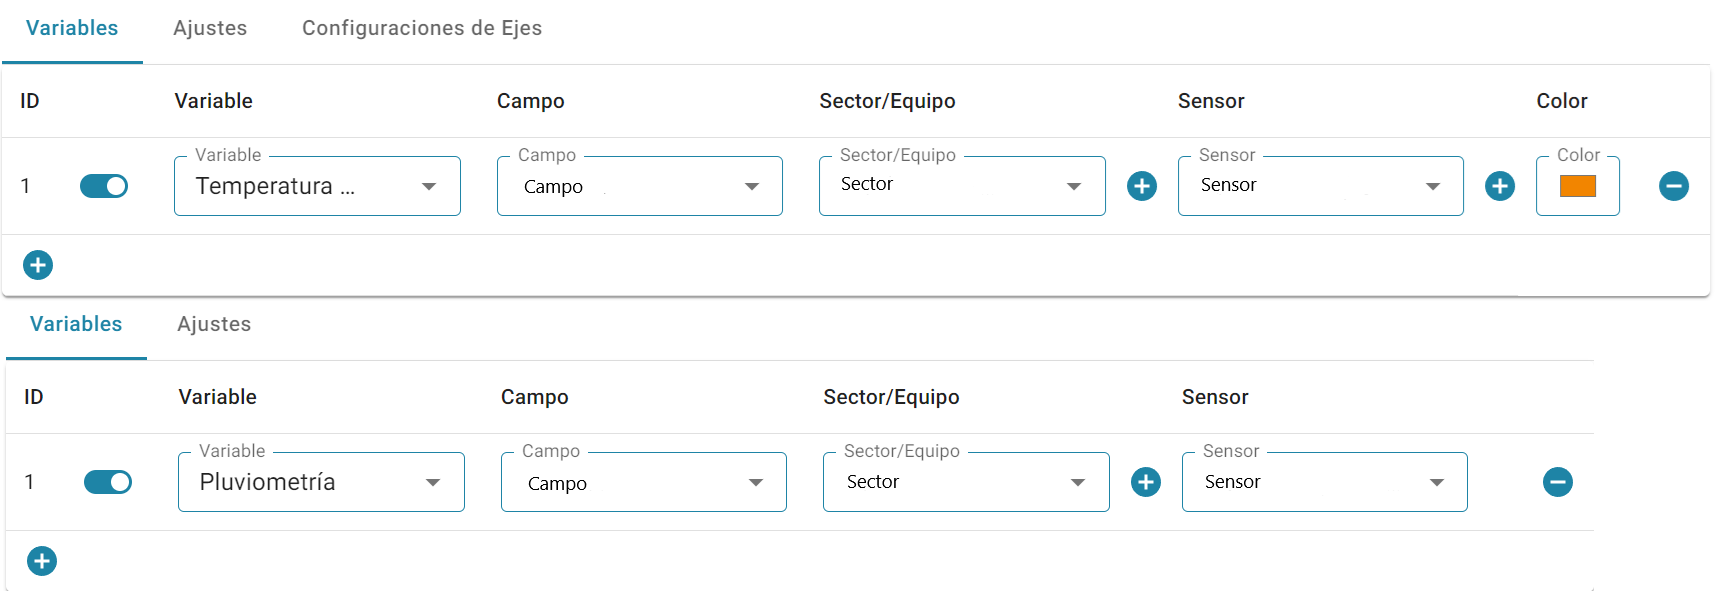 Variables Ajustes Configuraciones de Ejes
ID Variable Campo Sector/Equipo Sensor Color
Variable Campo Sector/Equipo Sensor Color
1 Temperatura ... Campo Sector Sensor
Variables Ajustes
ID Variable Campo Sector/Equipo Sensor
Variable Campo Sector/Equipo Sensor
1 Pluviometría Campo Sector Sensor